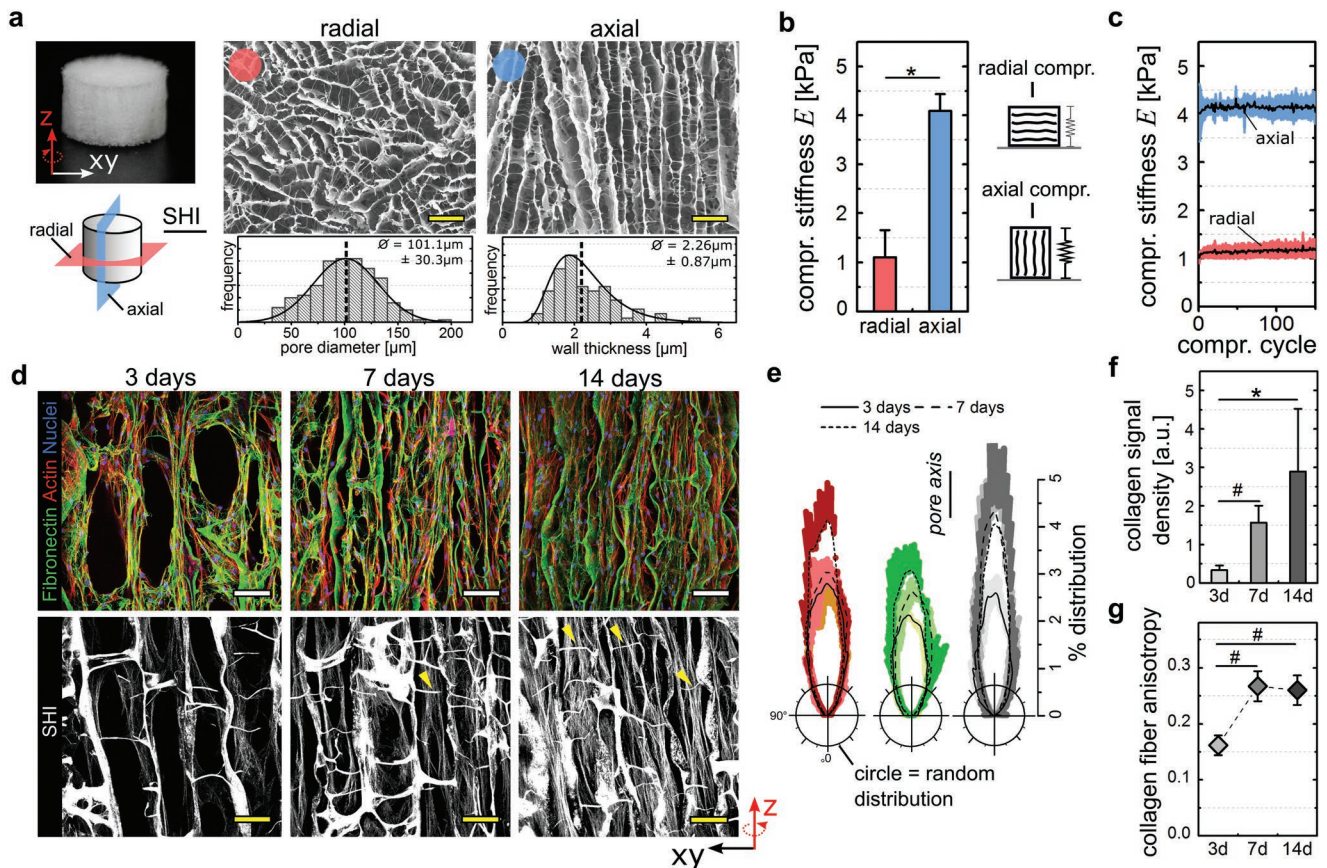 a
radial
axial
z
xy
SHI
radial
axial
Ø = 101.1µm
± 30.3µm
frequency
0 50 100 150 200
pore diameter [µm]
Ø = 2.26µm
± 0.87µm
frequency
0 2 4 6
wall thickness [µm]
b
compr. stiffness E [kPa]
5
4
3
2
1
0
*
radial axial
radial compr.
axial compr.
c
compr. stiffness E [kPa]
5
4
3
2
1
0
axial
radial
0 100
compr. cycle
d
3 days
7 days
14 days
Fibronectin Actin Nuclei
SHI
z
xy
e
3 days
7 days
14 days
pore axis
5
4
3
2
1
0
% distribution
90°
0°
circle = random
distribution
f
collagen signal
density [a.u.]
5
4
3
2
1
0
*
#
3d 7d 14d
g
collagen fiber anisotropy
0.3
0.2
0.1
0.0
#
#
3d 7d 14d